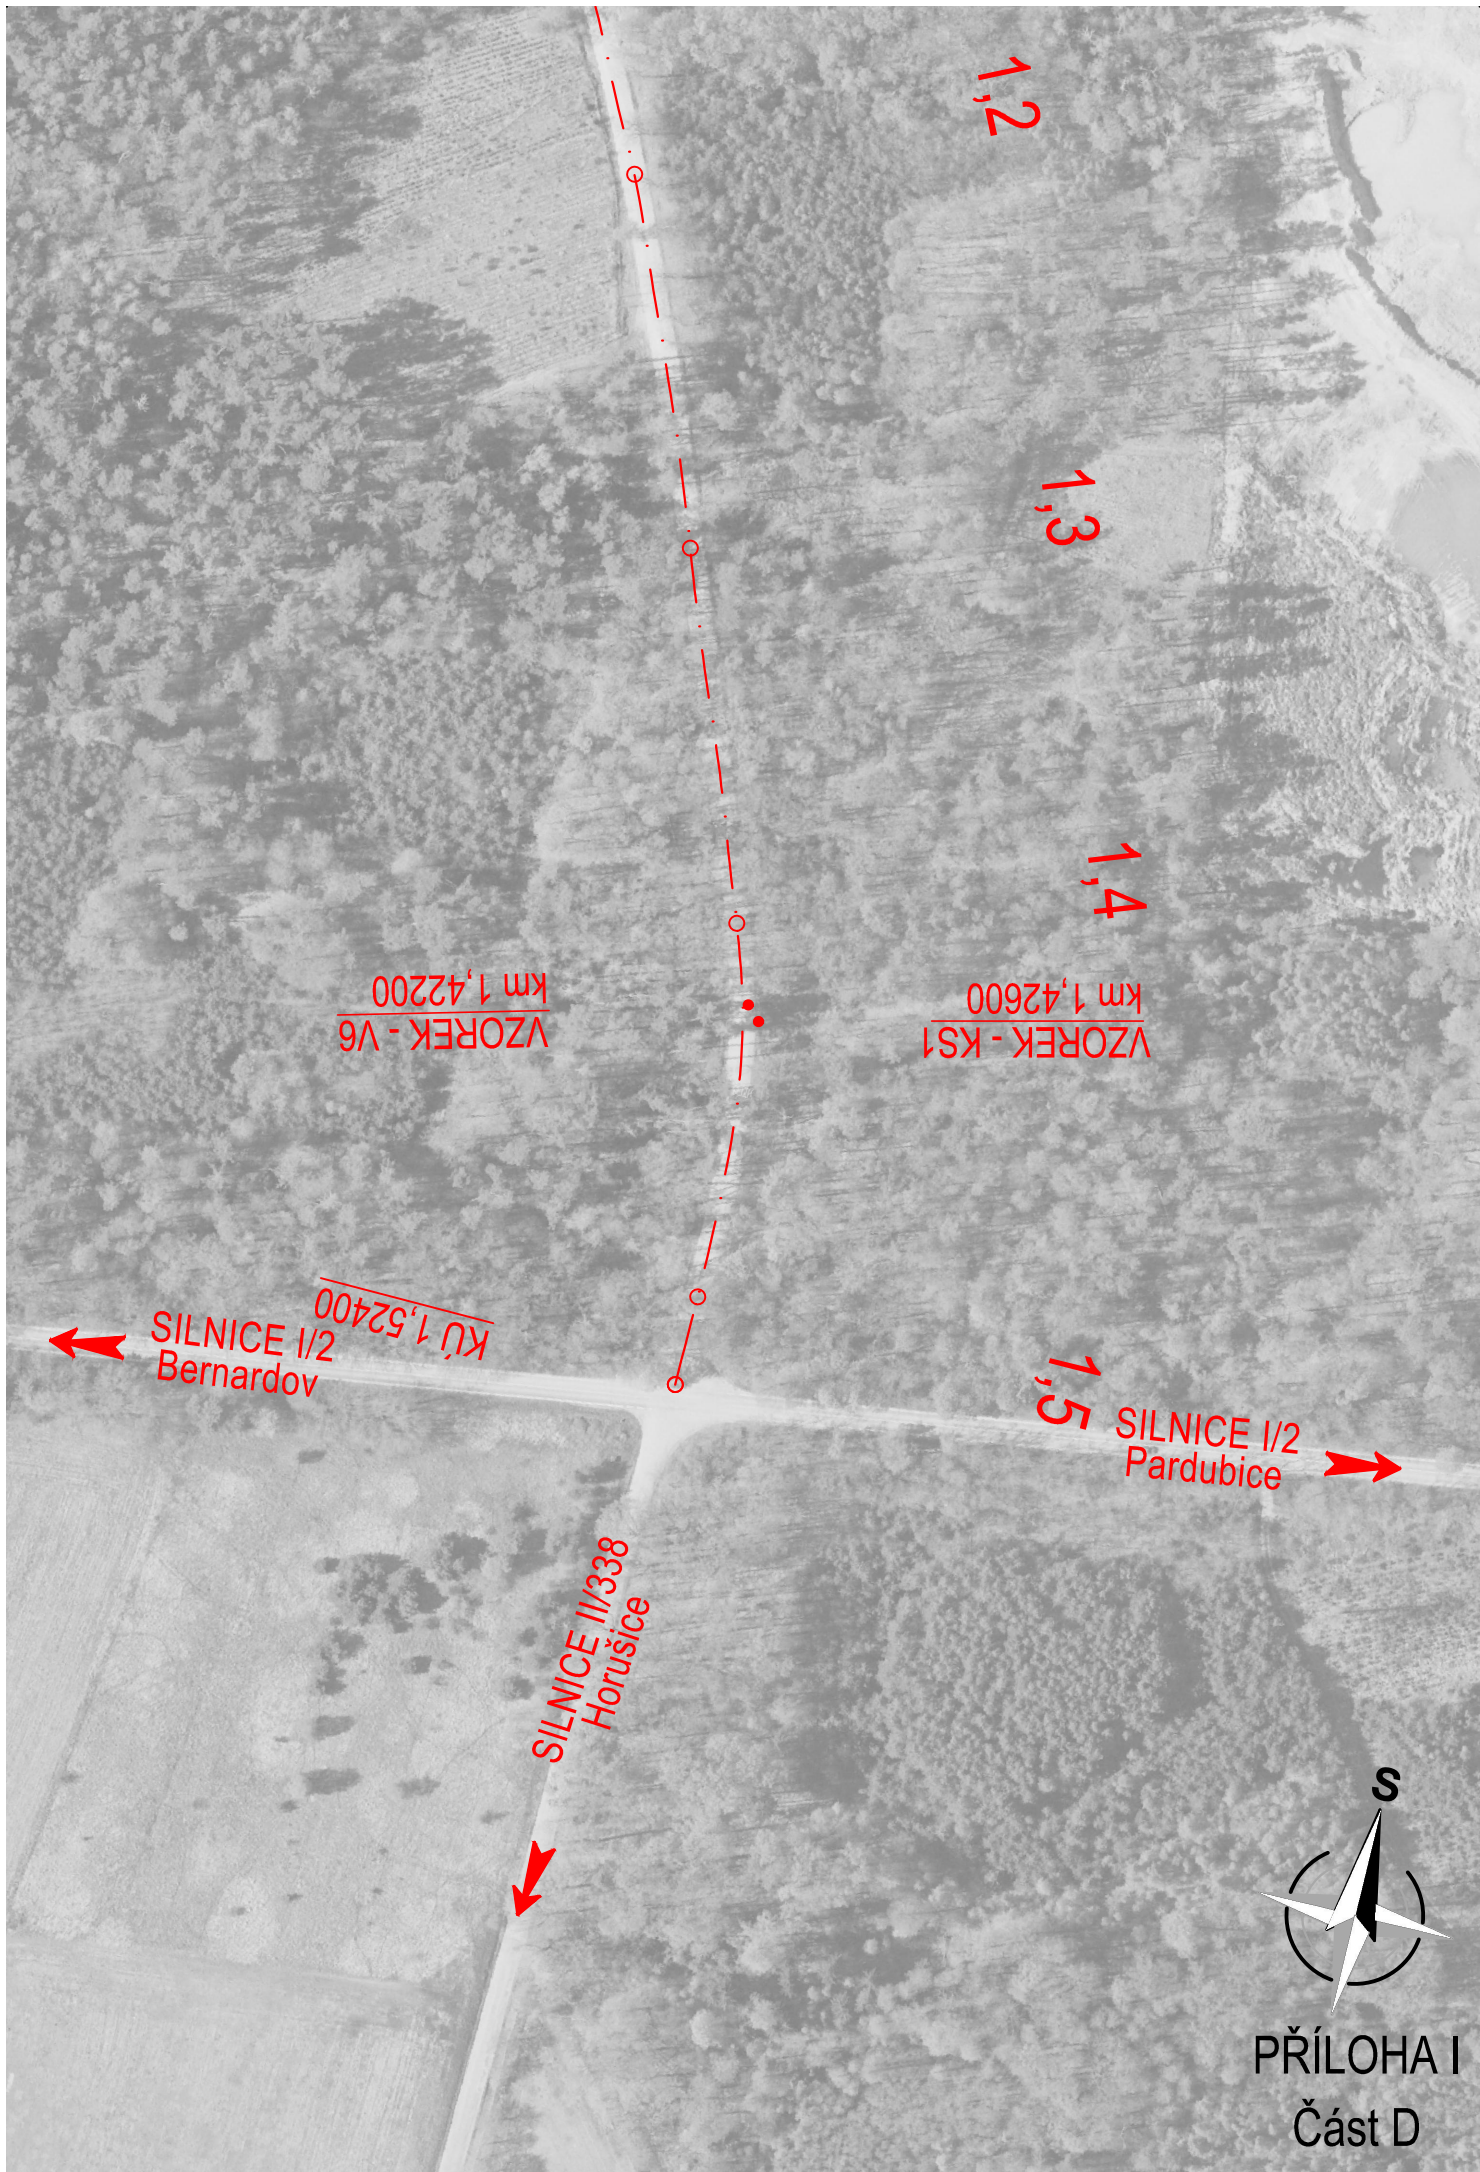 1,2
1,3
1,4
VZOREK - V6
km 1,42200
VZOREK - KS1
km 1,42600
KÚ 1,52400
SILNICE I/2
Bernardov
1,5
SILNICE I/2
Pardubice
SILNICE II/338
Horušice
S
PŘÍLOHA I
Část D